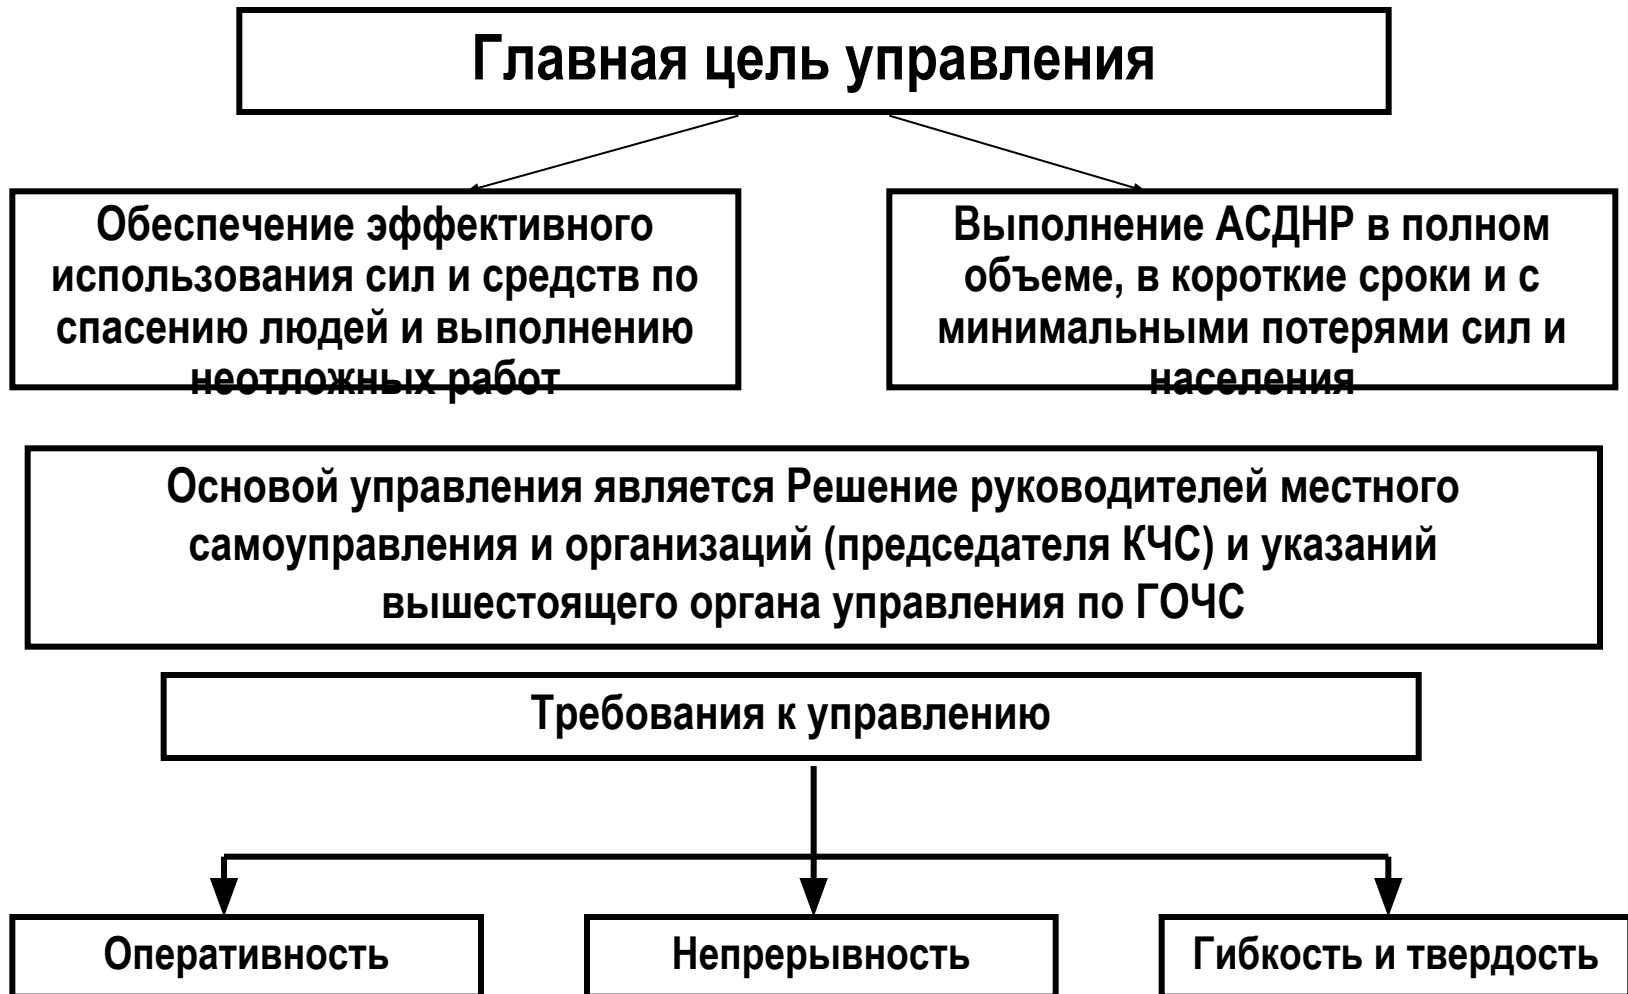 Главная цель управления
Обеспечение эффективного
использования сил и средств по
спасению людей и выполнению
неотложных работ
Выполнение АСДНР в полном
объеме, в короткие сроки и с
минимальными потерями сил и
населения
Основой управления является Решение руководителей местного
самоуправления и организаций (председателя КЧС) и указаний
вышестоящего органа управления по ГОЧС
Требования к управлению
Оперативность
Непрерывность
Гибкость и твердость